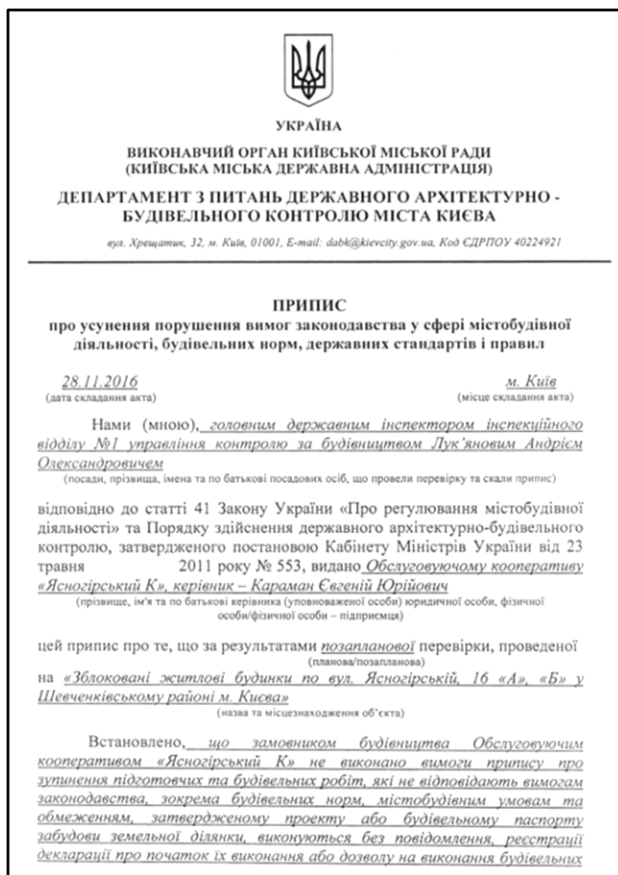 УКРАЇНА
ВИКОНАВЧИЙ ОРГАН КИЇВСЬКОЇ МІСЬКОЇ РАДИ
(КИЇВСЬКА МІСЬКА ДЕРЖАВНА АДМІНІСТРАЦІЯ)
ДЕПАРТАМЕНТ З ПИТАНЬ ДЕРЖАВНОГО АРХІТЕКТУРНО -
БУДІВЕЛЬНОГО КОНТРОЛЮ МІСТА КИЄВА
вул. Хрещатик, 32, м. Київ, 01001, E-mail: dabk@kievcity.gov.ua, Код ЄДРПОУ 40224921
ПРИПИС
про усунення порушення вимог законодавства у сфері містобудівної
діяльності, будівельних норм, державних стандартів і правил
28.11.2016 м. Київ
(дата складання акта) (місце складання акта)
Нами (мною), головним державним інспектором інспекційного
відділу №1 управління контролю за будівництвом Лук'яновим Андрієм
Олександровичем
(посади, прізвища, імена та по батькові посадових осіб, що провели перевірку та скали припис)
відповідно до статті 41 Закону України «Про регулювання містобудівної
діяльності» та Порядку здійснення державного архітектурно-будівельного
контролю, затвердженого постановою Кабінету Міністрів України від 23
травня 2011 року № 553, видано Обслуговуючому кооперативу
«Ясногірський К», керівник – Караман Євгеній Юрійович
(прізвище, ім'я та по батькові керівника (уповноваженої особи) юридичної особи, фізичної
особи/фізичної особи – підприємця)
цей припис про те, що за результатами позапланової перевірки, проведеної
(планова/позапланова)
на «Зблоковані житлові будинки по вул. Ясногірській, 16 «А», «Б» у
Шевченківському районі м. Києва»
(назва та місцезнаходження об'єкта)
Встановлено, що замовником будівництва Обслуговуючим
кооперативом «Ясногірський К» не виконано вимоги припису про
зупинення підготовчих та будівельних робіт, які не відповідають вимогам
законодавства, зокрема будівельних норм, містобудівним умовам та
обмеженням, затвердженому проекту або будівельному паспорту
забудови земельної ділянки, виконуються без повідомлення, реєстрації
декларації про початок їх виконання або дозволу на виконання будівельних